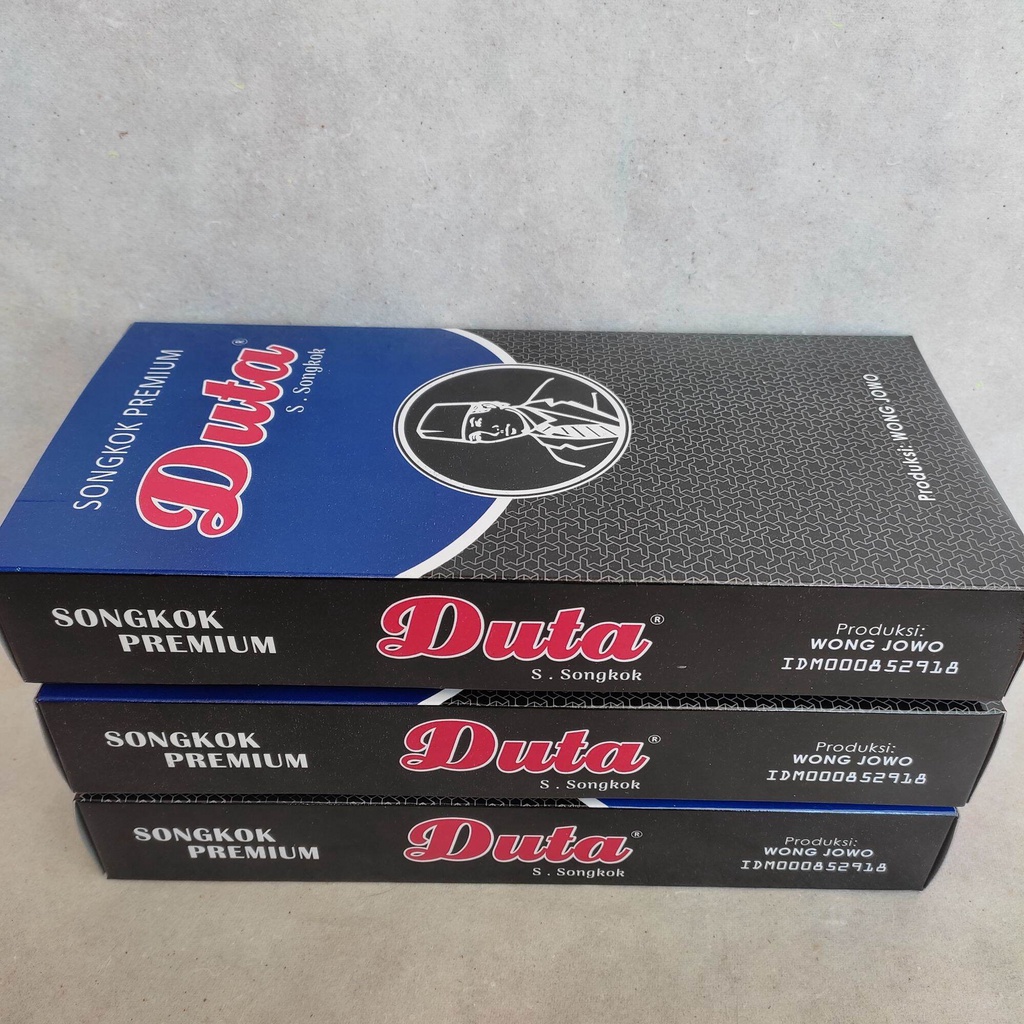 SONGKOK PREMIUM
Duta®
S . Songkok
Produksi: WONG JOWO
SONGKOK
PREMIUM
Duta®
S . Songkok
Produksi:
WONG JOWO
IDM000852918
SONGKOK
PREMIUM
Duta®
S . Songkok
Produksi:
WONG JOWO
IDM000852918
SONGKOK
PREMIUM
Duta®
S . Songkok
Produksi:
WONG JOWO
IDM000852918